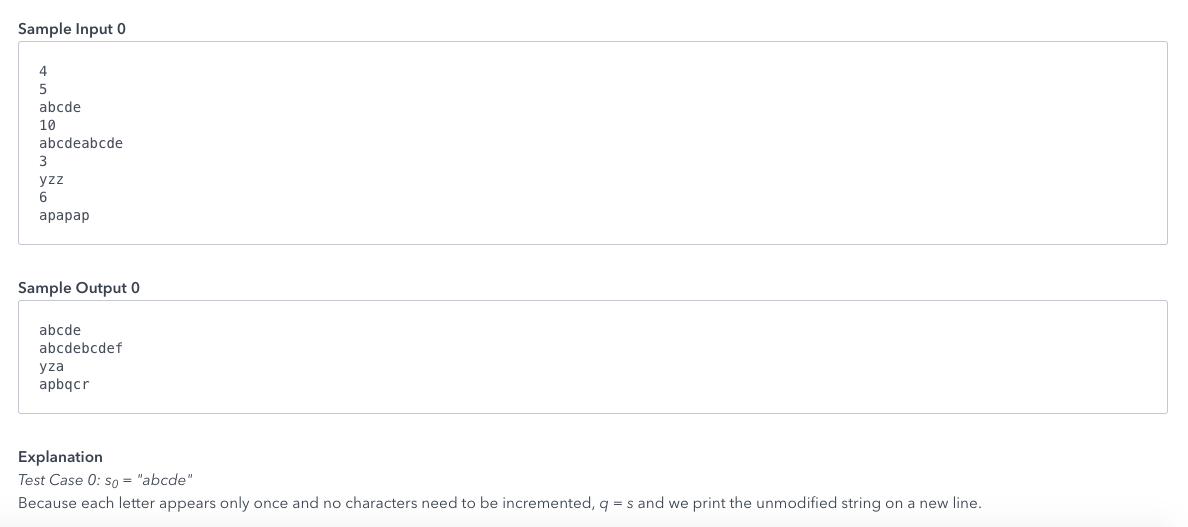 Sample Input 0
4
5
abcde
10
abcdeabcde
3
yzz
6
apapap
Sample Output 0
abcde
abcdebcdef
yza
apbqcr
Explanation
Test Case 0: s0 = "abcde"
Because each letter appears only once and no characters need to be incremented, q = s and we print the unmodified string on a new line.